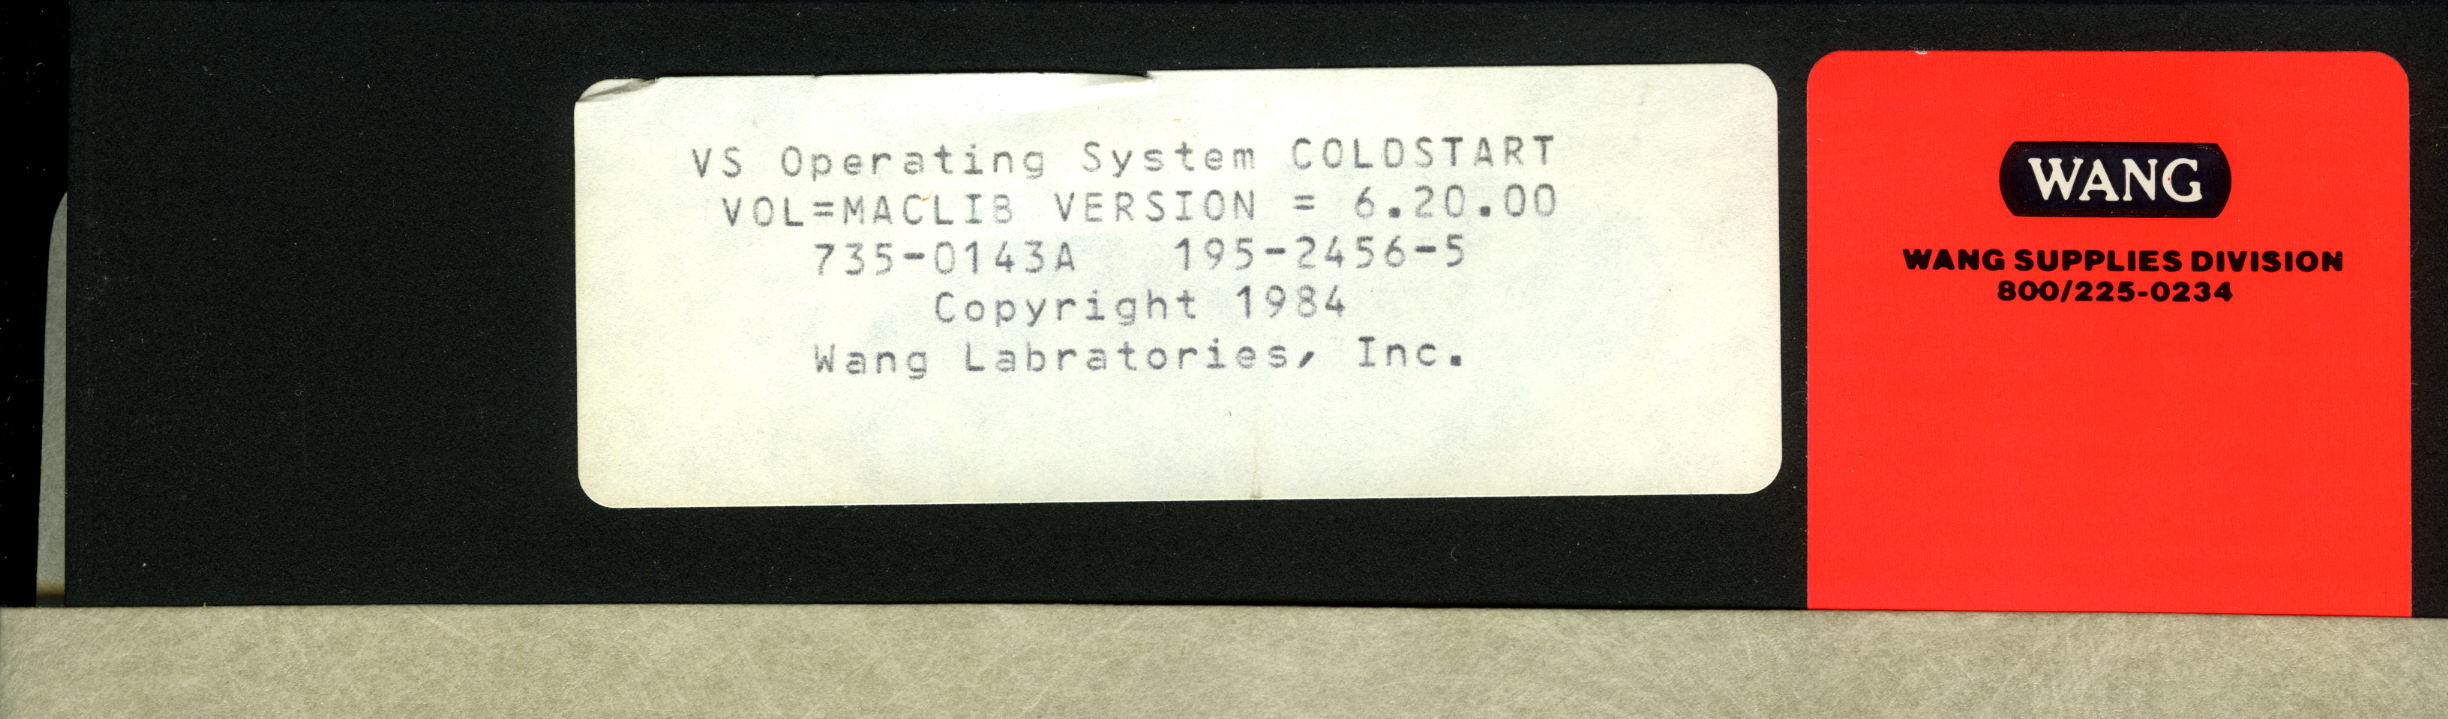 VS Operating System COLDSTART
VOL=MACLIB VERSION = 6.20.00
735-0143A 195-2456-5
Copyright 1984
Wang Labratories, Inc.
WANG
WANG SUPPLIES DIVISION
800/225-0234